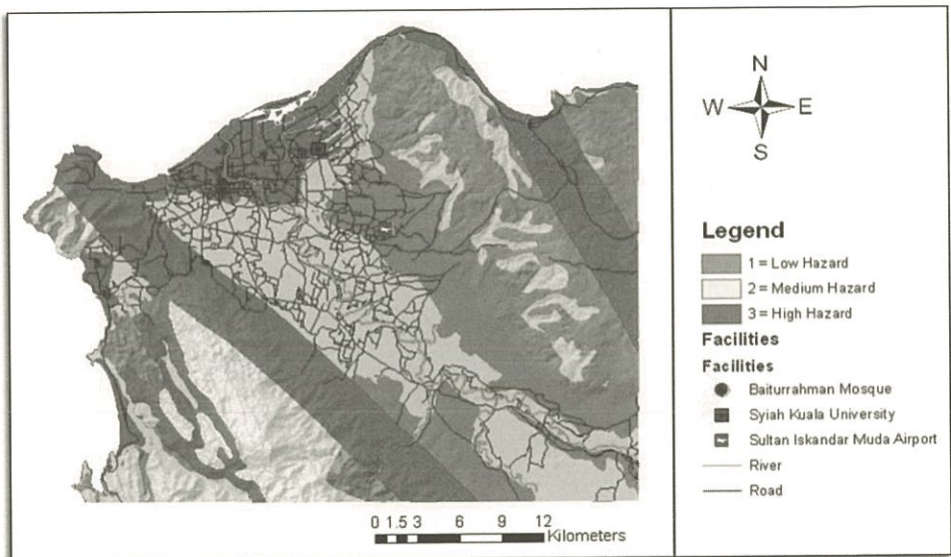 N
W E
S
Legend
1 = Low Hazard
2 = Medium Hazard
3 = High Hazard
Facilities
Facilities
Baiturrahman Mosque
Syiah Kuala University
Sultan Iskandar Muda Airport
River
Road
0 1.5 3 6 9 12
Kilometers